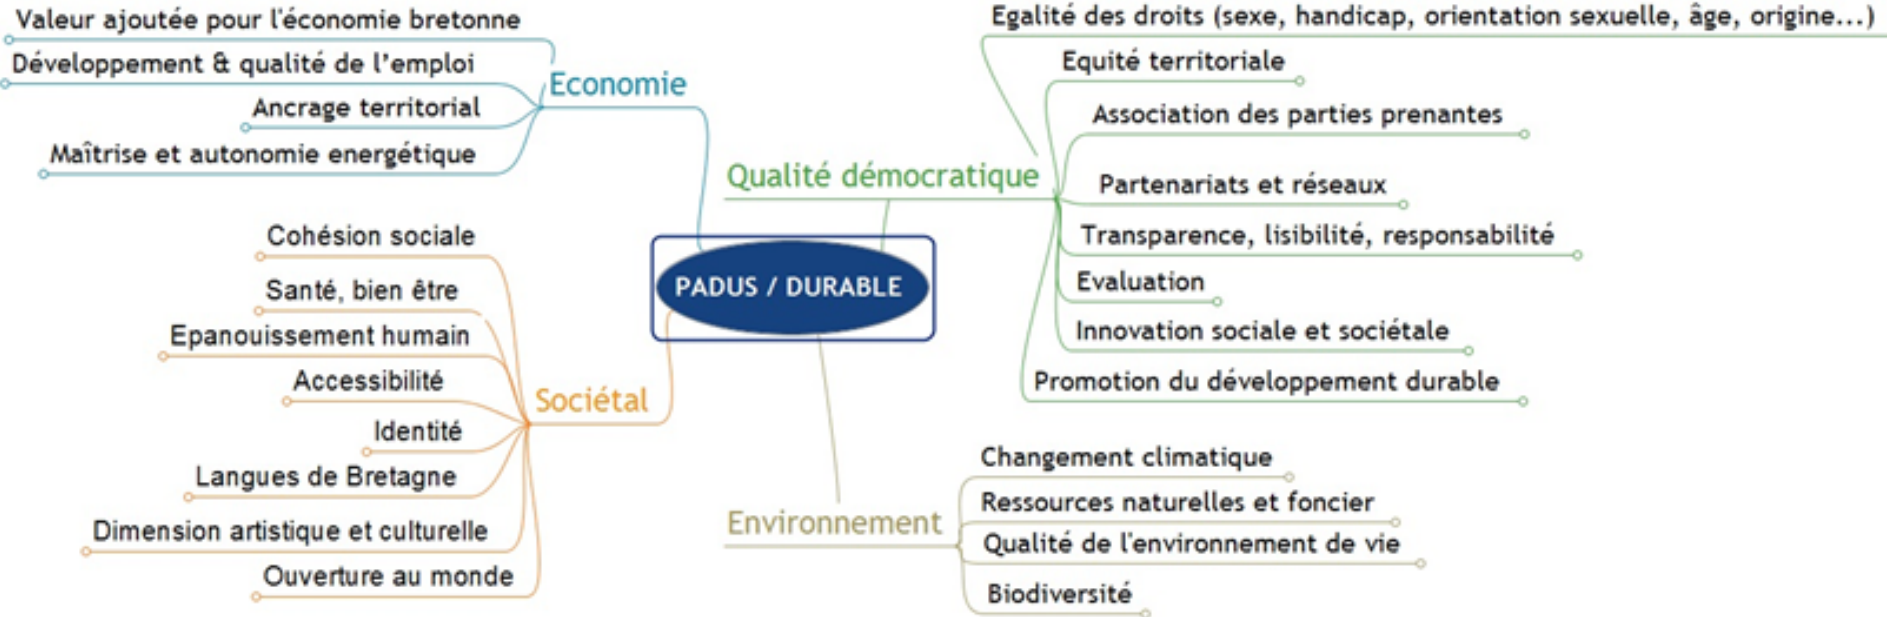 Valeur ajoutée pour l'économie bretonne
Développement & qualité de l’emploi
Economie
Ancrage territorial
Maîtrise et autonomie energétique
Egalité des droits (sexe, handicap, orientation sexuelle, âge, origine...)
Equité territoriale
Association des parties prenantes
Qualité démocratique
Partenariats et réseaux
Transparence, lisibilité, responsabilité
Evaluation
Innovation sociale et sociétale
Promotion du développement durable
PADUS / DURABLE
Cohésion sociale
Santé, bien être
Epanouissement humain
Accessibilité
Sociétal
Identité
Langues de Bretagne
Dimension artistique et culturelle
Ouverture au monde
Changement climatique
Ressources naturelles et foncier
Environnement
Qualité de l'environnement de vie
Biodiversité